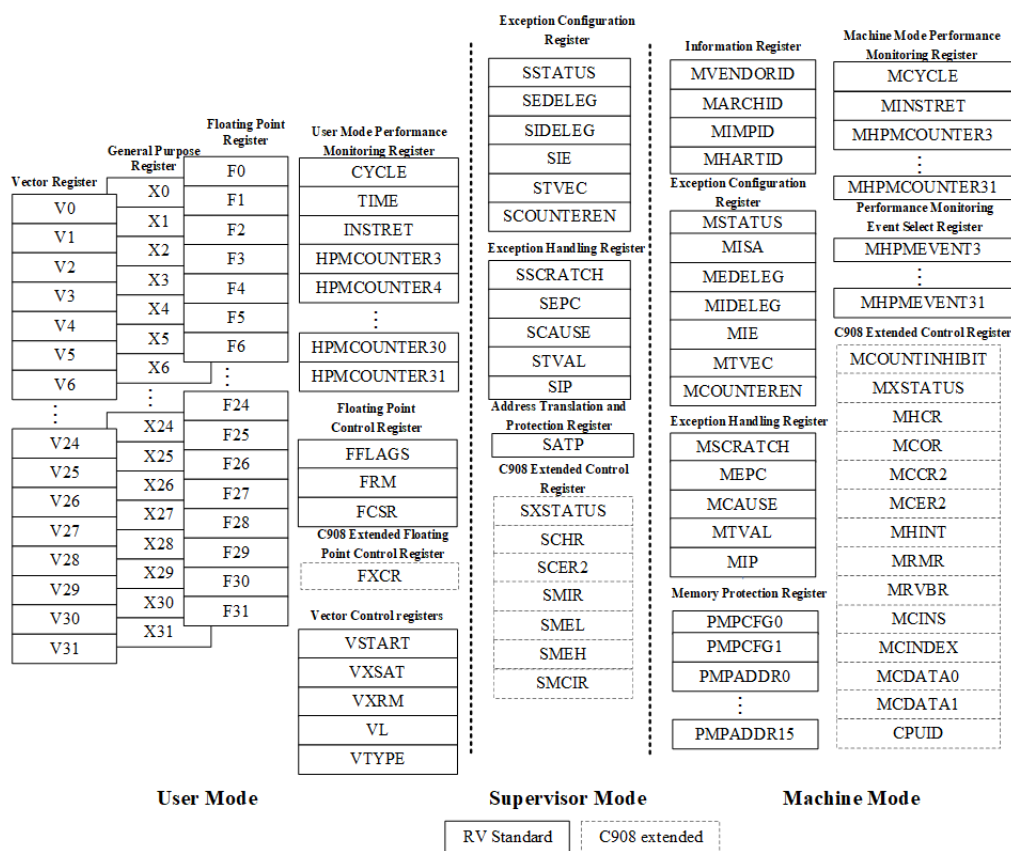 Vector Register
V0
V1
V2
V3
V4
V5
V6
⋮
V24
V25
V26
V27
V28
V29
V30
V31
General Purpose
Register
X0
X1
X2
X3
X4
X5
X6
⋮
X24
X25
X26
X27
X28
X29
X30
X31
Floating Point
Register
F0
F1
F2
F3
F4
F5
F6
⋮
F24
F25
F26
F27
F28
F29
F30
F31
User Mode Performance
Monitoring Register
CYCLE
TIME
INSTRET
HPMCOUNTER3
HPMCOUNTER4
⋮
HPMCOUNTER30
HPMCOUNTER31
Floating Point
Control Register
FFLAGS
FRM
FCSR
C908 Extended Floating
Point Control Register
FXCR
Vector Control registers
VSTART
VXSAT
VXRM
VL
VTYPE
User Mode
Exception Configuration
Register
SSTATUS
SEDELEG
SIDELEG
SIE
STVEC
SCOUNTEREN
Exception Handling Register
SSCRATCH
SEPC
SCAUSE
STVAL
SIP
Address Translation and
Protection Register
SATP
C908 Extended Control
Register
SXSTATUS
SCHR
SCER2
SMIR
SMEL
SMEH
SMCIR
Supervisor Mode
Information Register
MVENDORID
MARCHID
MIMPID
MHARTID
Exception Configuration
Register
MSTATUS
MISA
MEDELEG
MIDELEG
MIE
MTVEC
MCOUNTEREN
Exception Handling Register
MSCRATCH
MEPC
MCAUSE
MTVAL
MIP
Memory Protection Register
PMPCFG0
PMPCFG1
PMPADDR0
⋮
PMPADDR15
Machine Mode Performance
Monitoring Register
MCYCLE
MINSTRET
MHPMCOUNTER3
⋮
MHPMCOUNTER31
Performance Monitoring
Event Select Register
MHPMEVENT3
⋮
MHPMEVENT31
C908 Extended Control Register
MCOUNTINHIBIT
MXSTATUS
MHCR
MCOR
MCCR2
MCER2
MHINT
MRMR
MRVBR
MCINS
MCINDEX
MCDATA0
MCDATA1
CPUID
Machine Mode
RV Standard
C908 extended